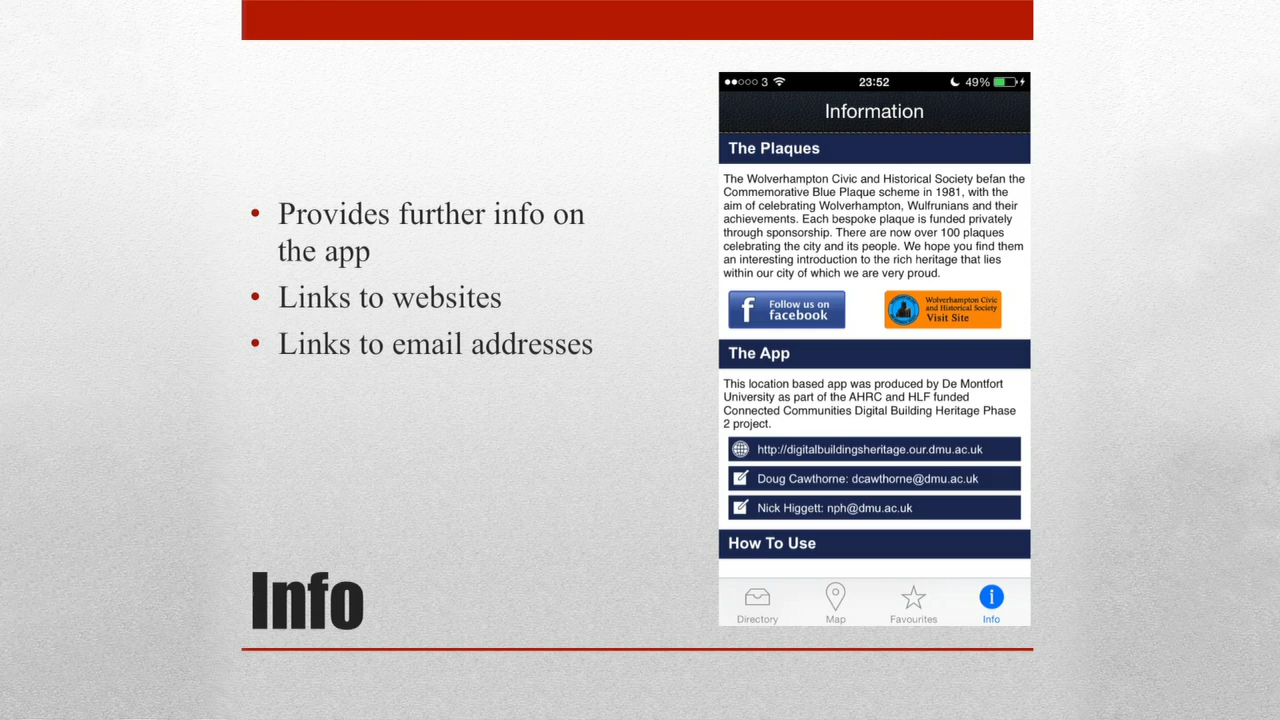 • Provides further info on
the app
• Links to websites
• Links to email addresses
Info
3 23:52 49%
Information
The Plaques
The Wolverhampton Civic and Historical Society befan the
Commemorative Blue Plaque scheme in 1981, with the
aim of celebrating Wolverhampton, Wulfrunians and their
achievements. Each bespoke plaque is funded privately
through sponsorship. There are now over 100 plaques
celebrating the city and its people. We hope you find them
an interesting introduction to the rich heritage that lies
within our city of which we are very proud.
f Follow us on
facebook
Wolverhampton Civic
and Historical Society
Visit Site
The App
This location based app was produced by De Montfort
University as part of the AHRC and HLF funded
Connected Communities Digital Building Heritage Phase
2 project.
http://digitalbuildingsheritage.our.dmu.ac.uk
Doug Cawthorne: dcawthorne@dmu.ac.uk
Nick Higgett: nph@dmu.ac.uk
How To Use
Directory Map Favourites Info